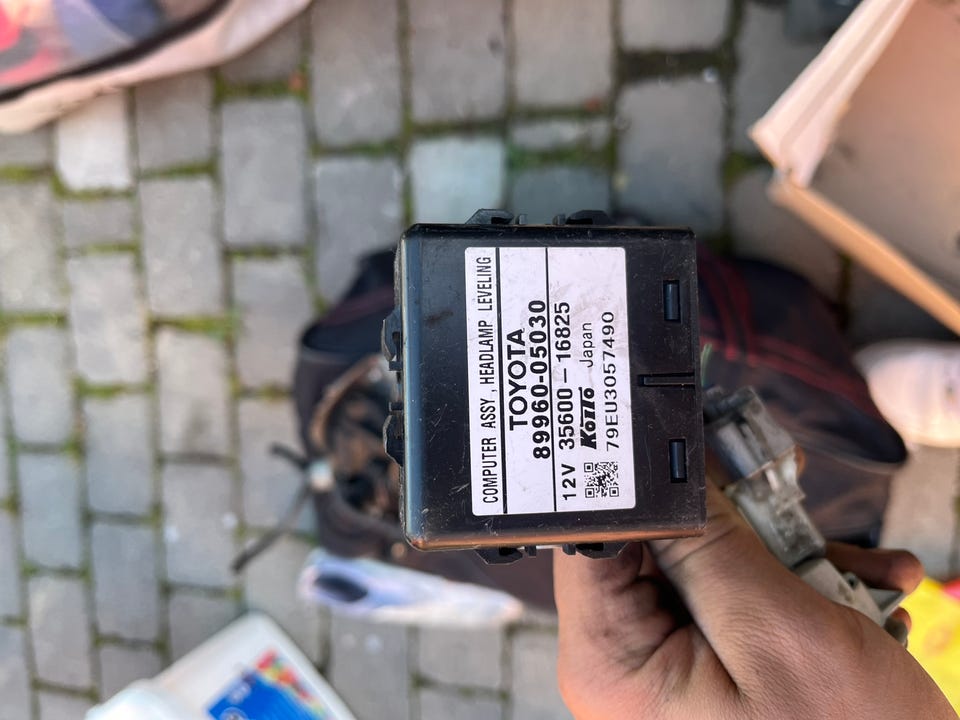 COMPUTER ASSY , HEADLAMP LEVELING
TOYOTA
89960-05030
12V 35600-16825
Koito Japan
79EU3057490